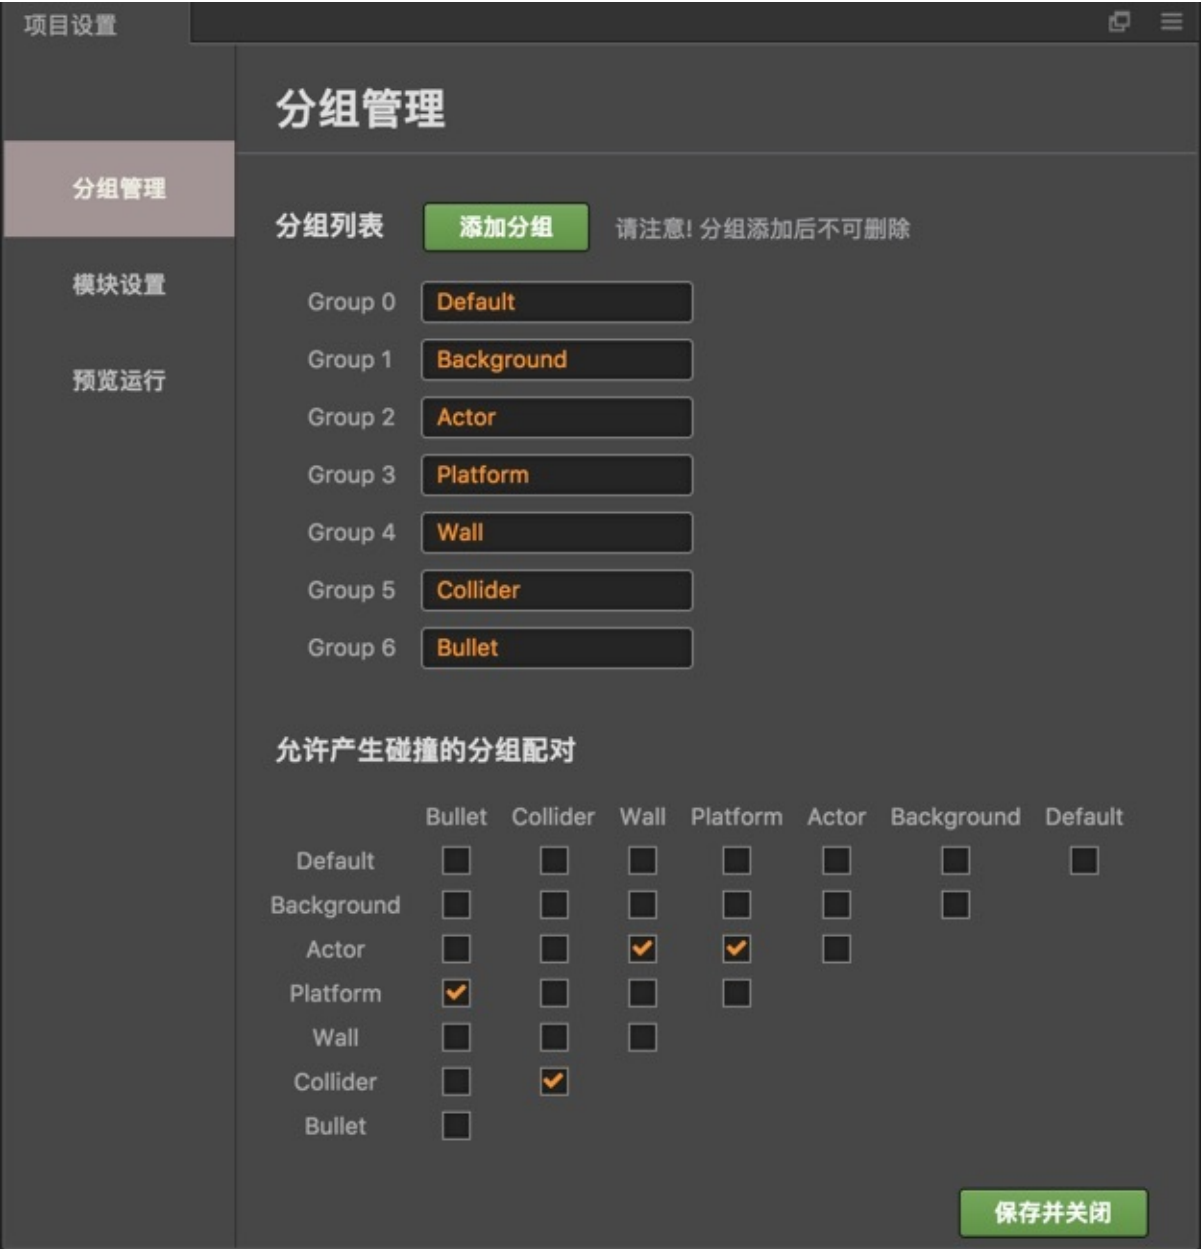 项目设置
分组管理
分组管理
模块设置
预览运行
分组列表 添加分组 请注意! 分组添加后不可删除
Group 0 Default
Group 1 Background
Group 2 Actor
Group 3 Platform
Group 4 Wall
Group 5 Collider
Group 6 Bullet
允许产生碰撞的分组配对
Bullet Collider Wall Platform Actor Background Default
Default
Background
Actor
Platform
Wall
Collider
Bullet
保存并关闭